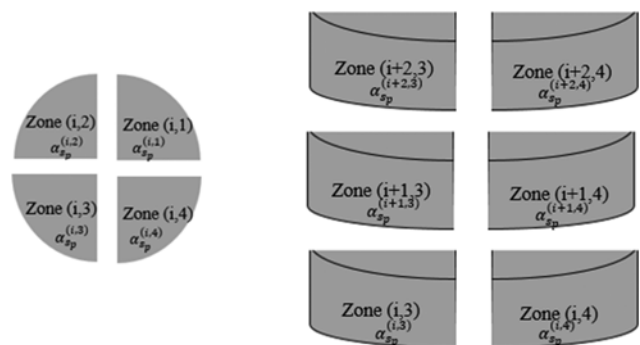 Zone (i,2)
α_{s_p}^{(i,2)}
Zone (i,1)
α_{s_p}^{(i,1)}
Zone (i,3)
α_{s_p}^{(i,3)}
Zone (i,4)
α_{s_p}^{(i,4)}
Zone (i+2,3)
α_{s_p}^{(i+2,3)}
Zone (i+2,4)
α_{s_p}^{(i+2,4)}
Zone (i+1,3)
α_{s_p}^{(i+1,3)}
Zone (i+1,4)
α_{s_p}^{(i+1,4)}
Zone (i,3)
α_{s_p}^{(i,3)}
Zone (i,4)
α_{s_p}^{(i,4)}